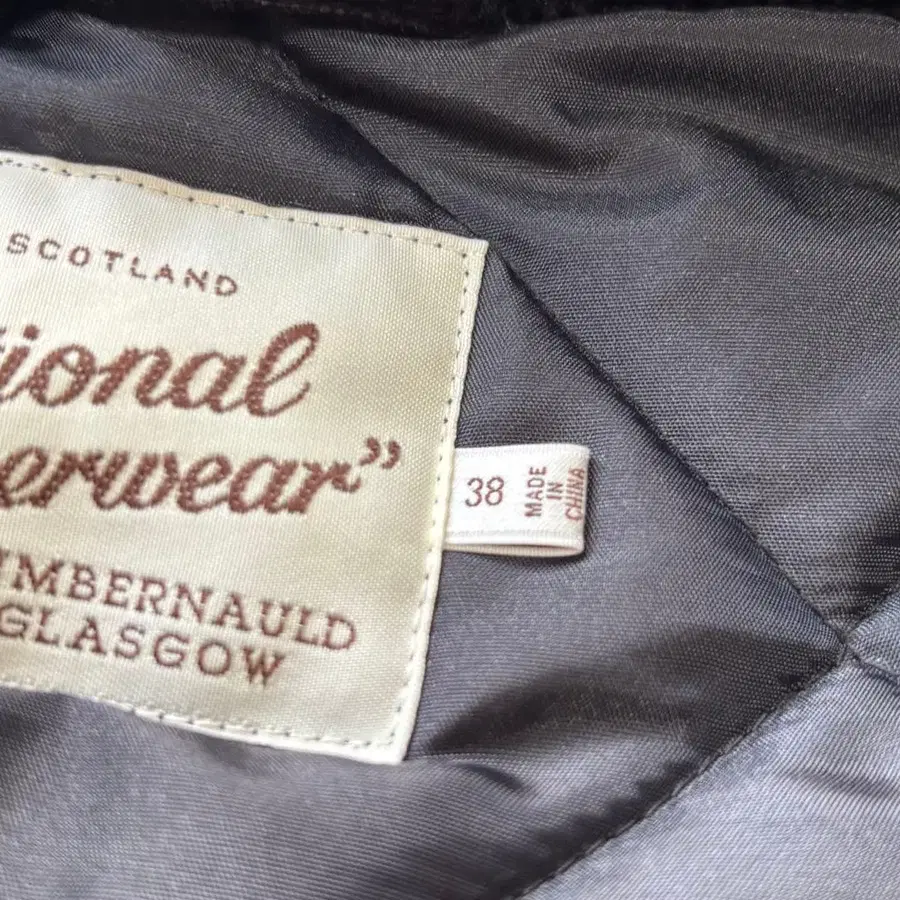 SCOTLAND
tional
erwear”
UMBERNAULD
GLASGOW
38
MADE
IN
CHINA